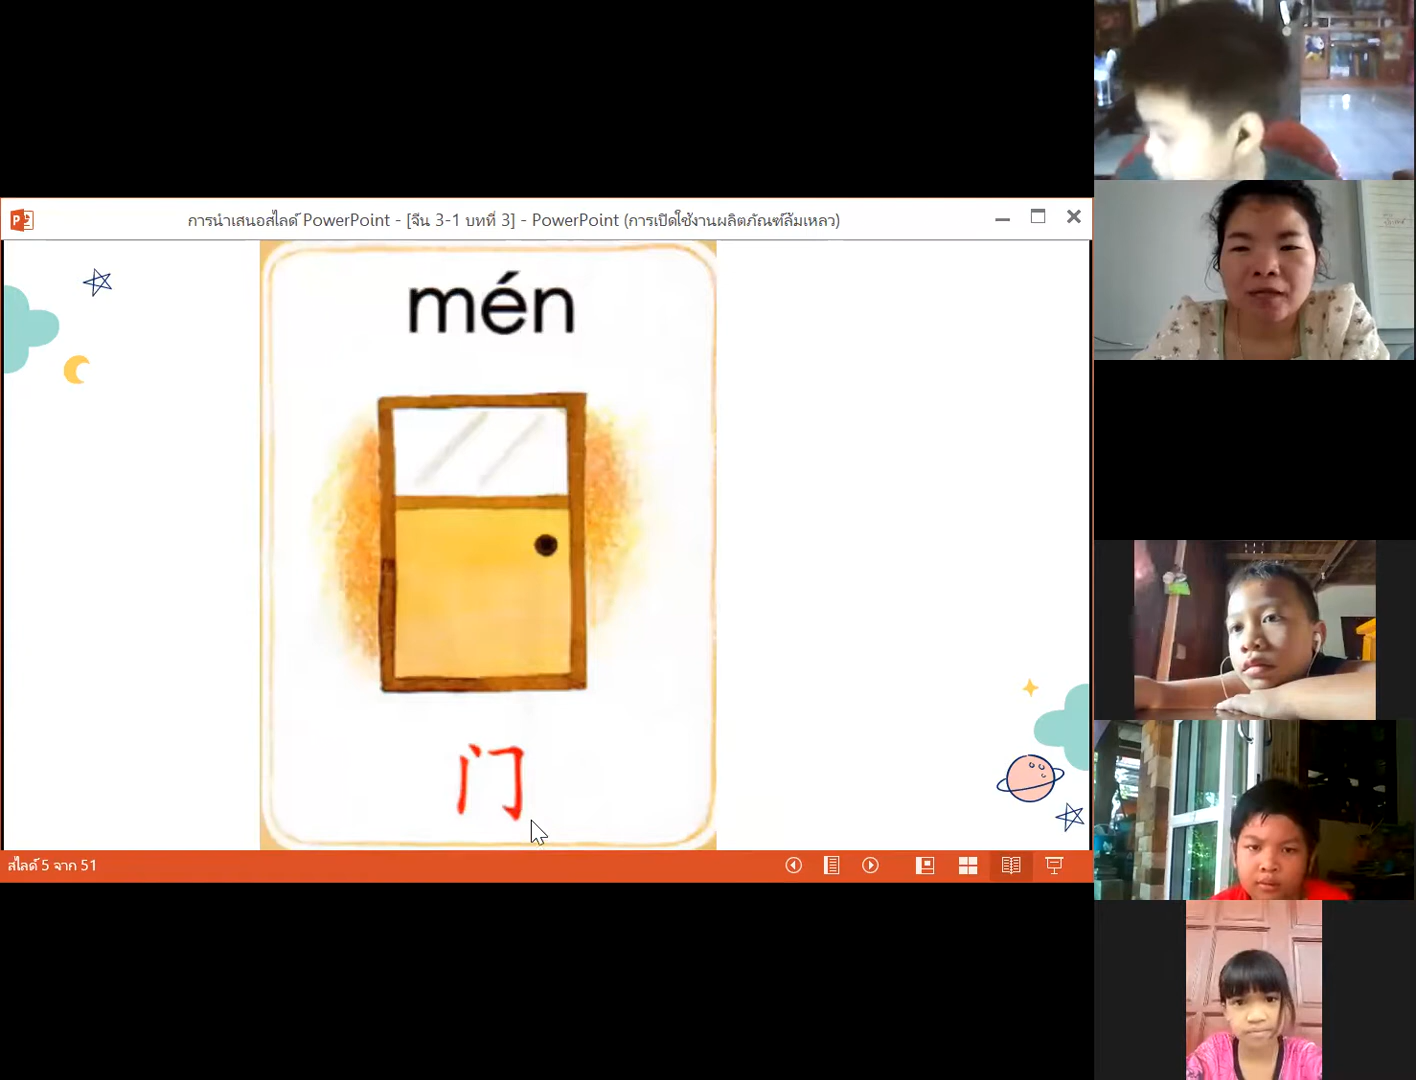 การนำเสนอสไลด์ PowerPoint - [จีน 3-1 บทที่ 3] - PowerPoint (การเปิดใช้งานผลิตภัณฑ์ล้มเหลว)
mén
门
สไลด์ 5 จาก 51